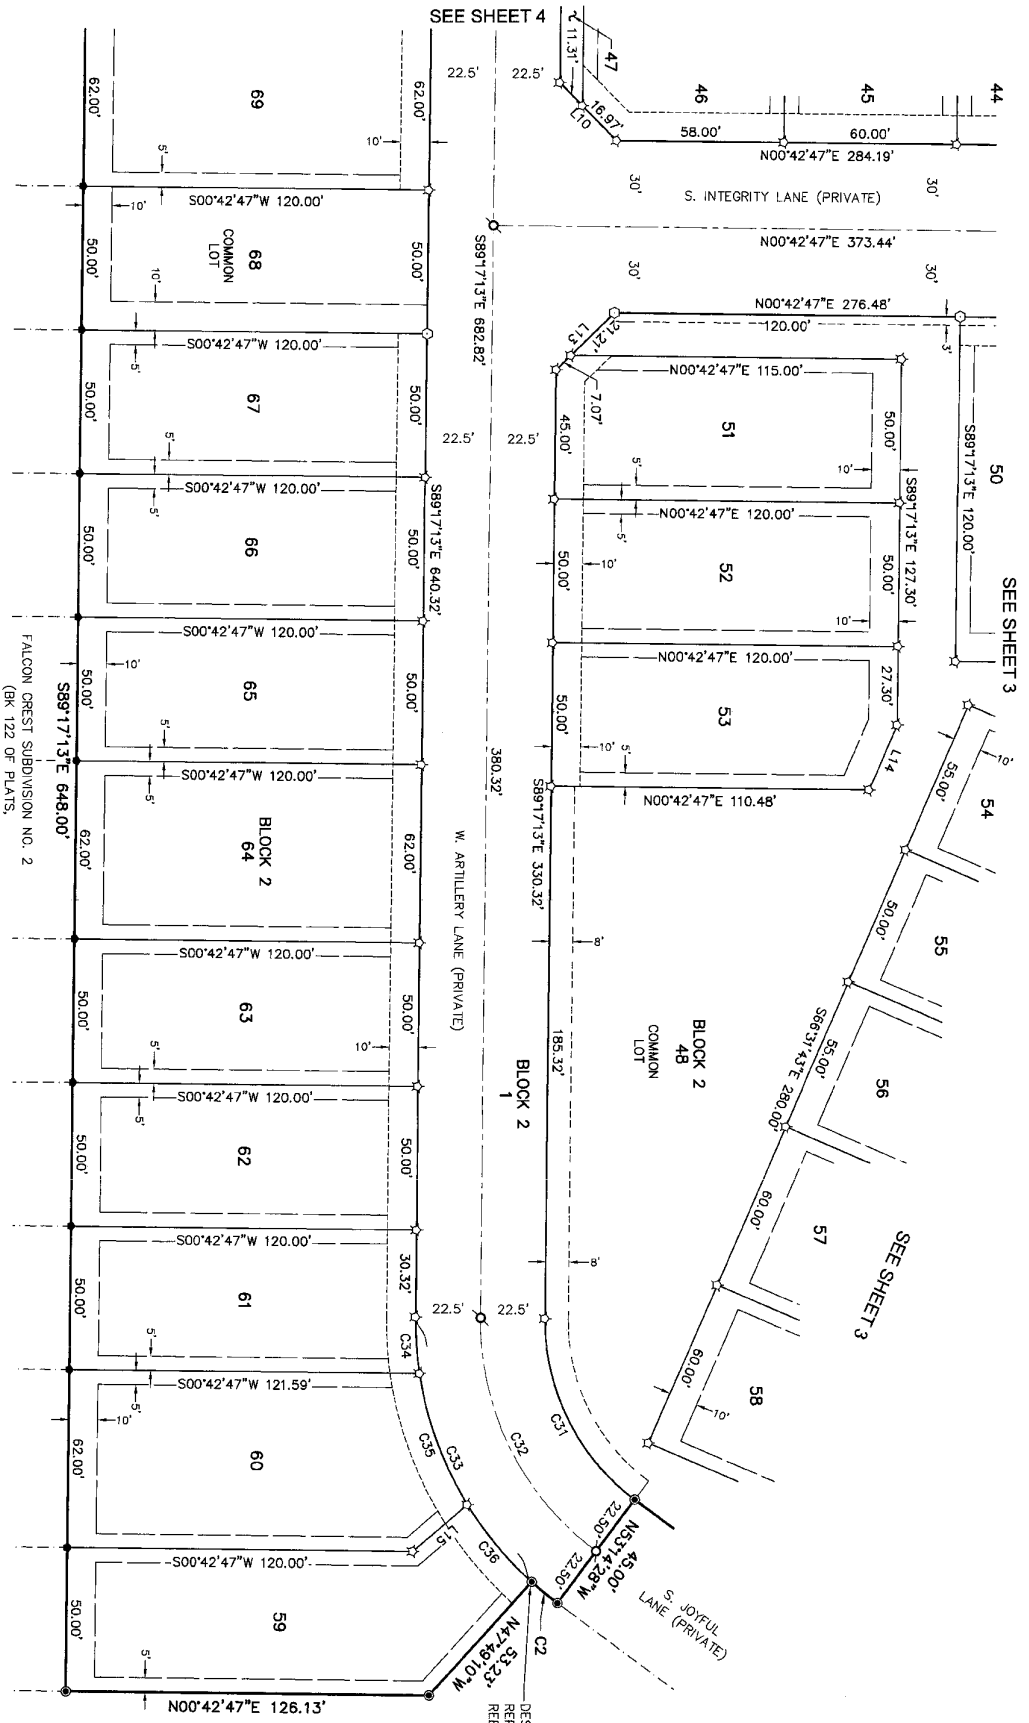 SEE SHEET 4
22.5'
22.5'
11.31'
47
46
45
44
16.97'
L10
58.00'
60.00'
N00°42'47"E 284.19'
30'
30'
S. INTEGRITY LANE (PRIVATE)
N00°42'47"E 373.44'
30'
30'
N00°42'47"E 276.48'
120.00'
3'
21.21'
L13
7.07'
62.00'
69
62.00'
10'
5'
S00°42'47"W 120.00'
10'
50.00'
68
COMMON
LOT
50.00'
10'
S89°17'13"E 682.82'
S00°42'47"W 120.00'
5'
50.00'
67
50.00'
22.5'
22.5'
5'
S00°42'47"W 120.00'
5'
S89°17'13"E 640.32'
50.00'
66
50.00'
S00°42'47"W 120.00'
10'
50.00'
65
50.00'
5'
S00°42'47"W 120.00'
5'
S89°17'13"E 648.00'
FALCON CREST SUBDIVISION NO. 2
(BK 122 OF PLATS,
62.00'
BLOCK 2
64
62.00'
380.32'
W. ARTILLERY LANE (PRIVATE)
S00°42'47"W 120.00'
50.00'
63
50.00'
10'
5'
S00°42'47"W 120.00'
5'
50.00'
62
50.00'
S00°42'47"W 120.00'
50.00'
61
30.32'
22.5'
22.5'
C34
5'
S00°42'47"W 121.59'
5'
10'
62.00'
60
C35
C33
C32
C31
L15
C36
S00°42'47"W 120.00'
50.00'
59
5'
N00°42'47"E 126.13'
53.23'
N47°49'10"W
C2
22.50'
22.50'
45.00'
N53°14'28"W
S. JOYFUL
LANE (PRIVATE)
45.00'
N00°42'47"E 115.00'
51
50.00'
10'
5'
N00°42'47"E 120.00'
5'
S89°17'13"E 127.30'
50.00'
10'
52
50.00'
10'
N00°42'47"E 120.00'
50.00'
10'
53
5'
27.30'
L14
N00°42'47"E 110.48'
S89°17'13"E 330.32'
50
S89°17'13"E 120.00'
SEE SHEET 3
10'
55.00'
54
50.00'
55
S66°31'43"E 280.00'
55.00'
56
60.00'
57
SEE SHEET 3
60.00'
58
10'
8'
BLOCK 2
48
COMMON
LOT
185.32'
BLOCK 2
1
8'